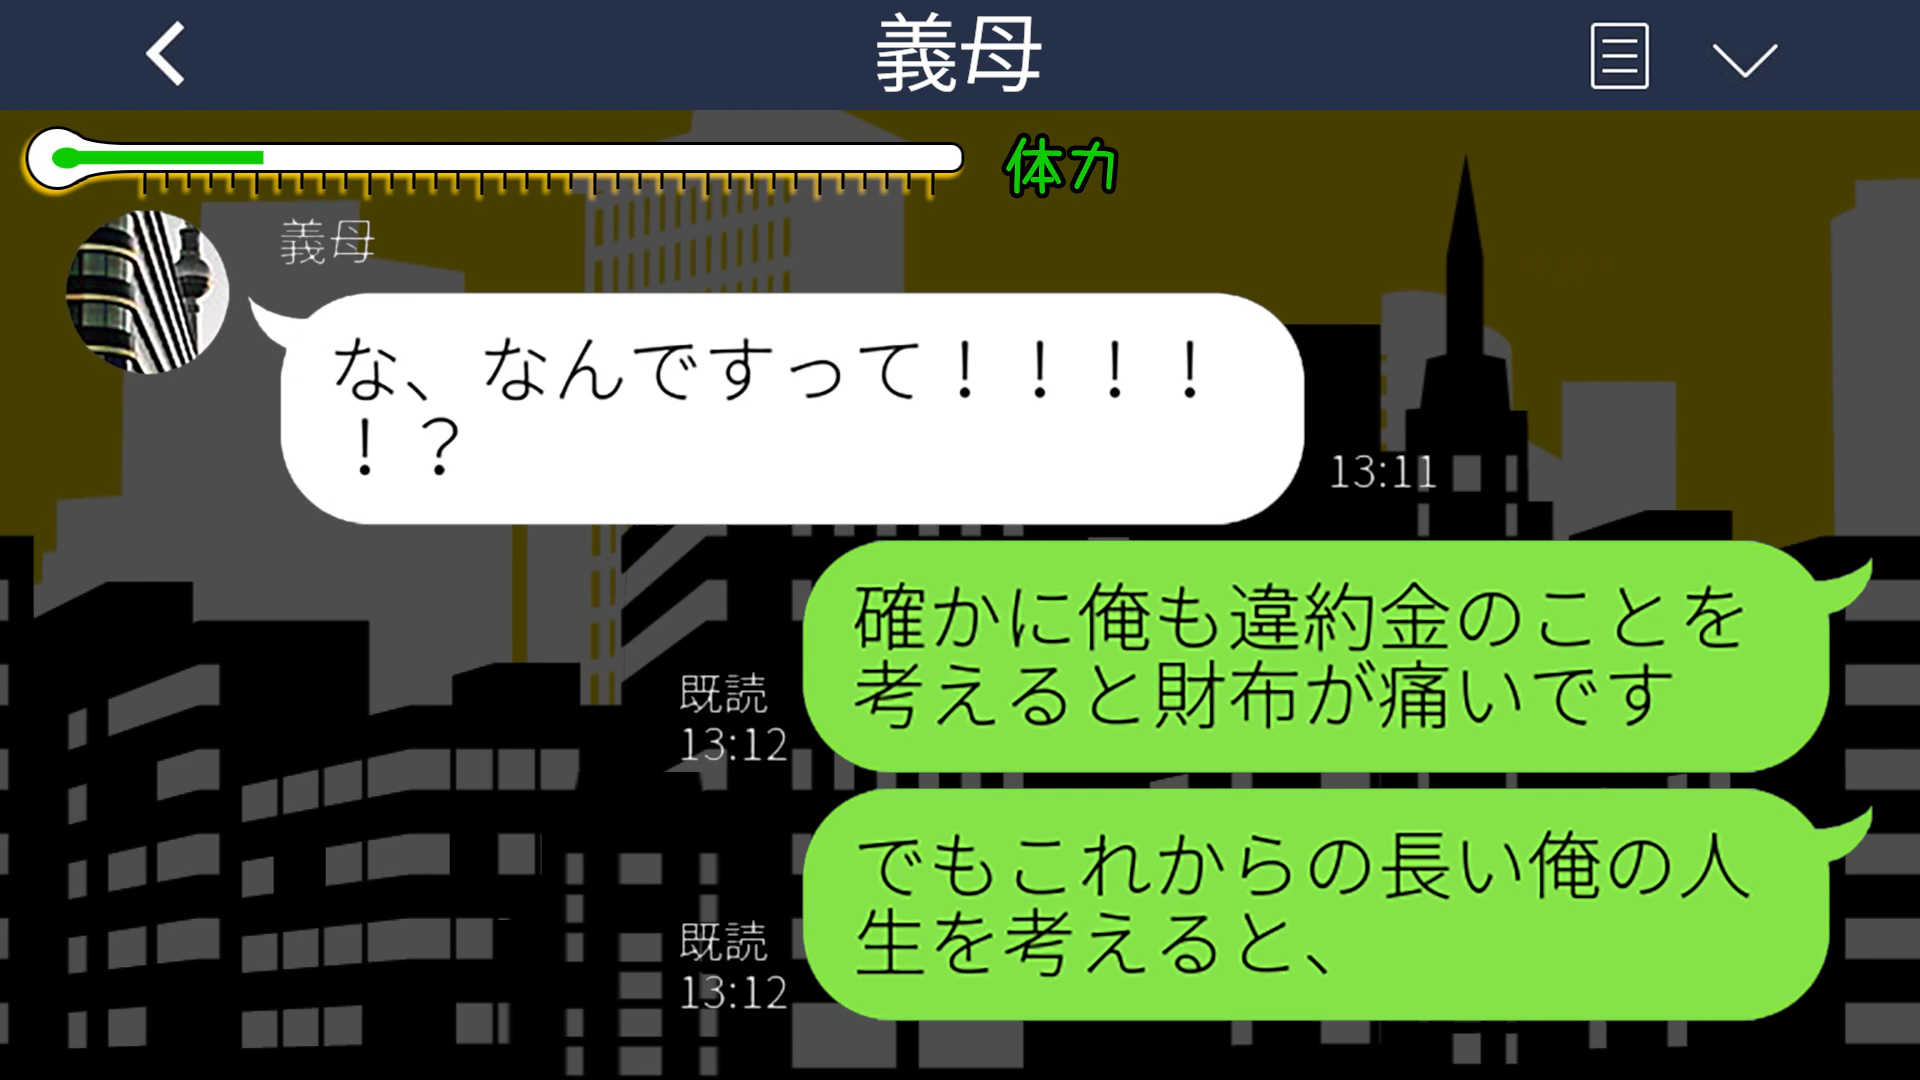 義母
体力
義母
な、なんですって！！！！
！？
13:11
確かに俺も違約金のことを
考えると財布が痛いです
既読
13:12
でもこれからの長い俺の人
生を考えると、
既読
13:12